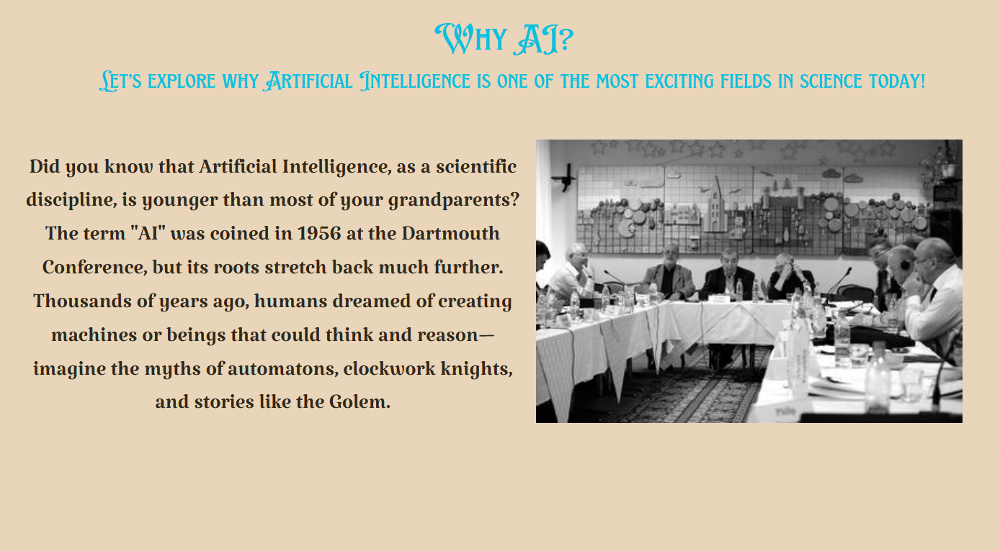 Why AI?
Let's explore why Artificial Intelligence is one of the most exciting fields in science today!
Did you know that Artificial Intelligence, as a scientific
discipline, is younger than most of your grandparents?
The term "AI" was coined in 1956 at the Dartmouth
Conference, but its roots stretch back much further.
Thousands of years ago, humans dreamed of creating
machines or beings that could think and reason—
imagine the myths of automatons, clockwork knights,
and stories like the Golem.